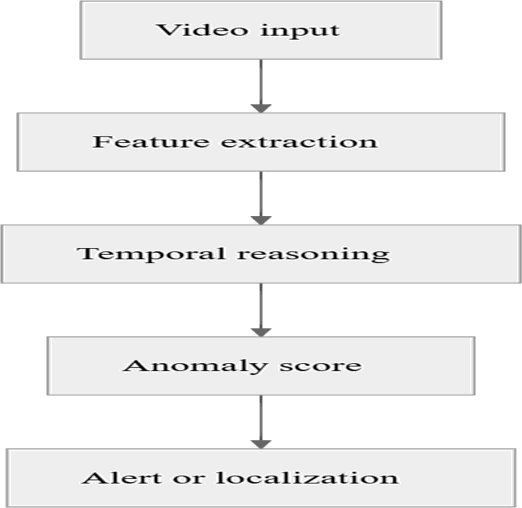 Video input
Feature extraction
Temporal reasoning
Anomaly score
Alert or localization